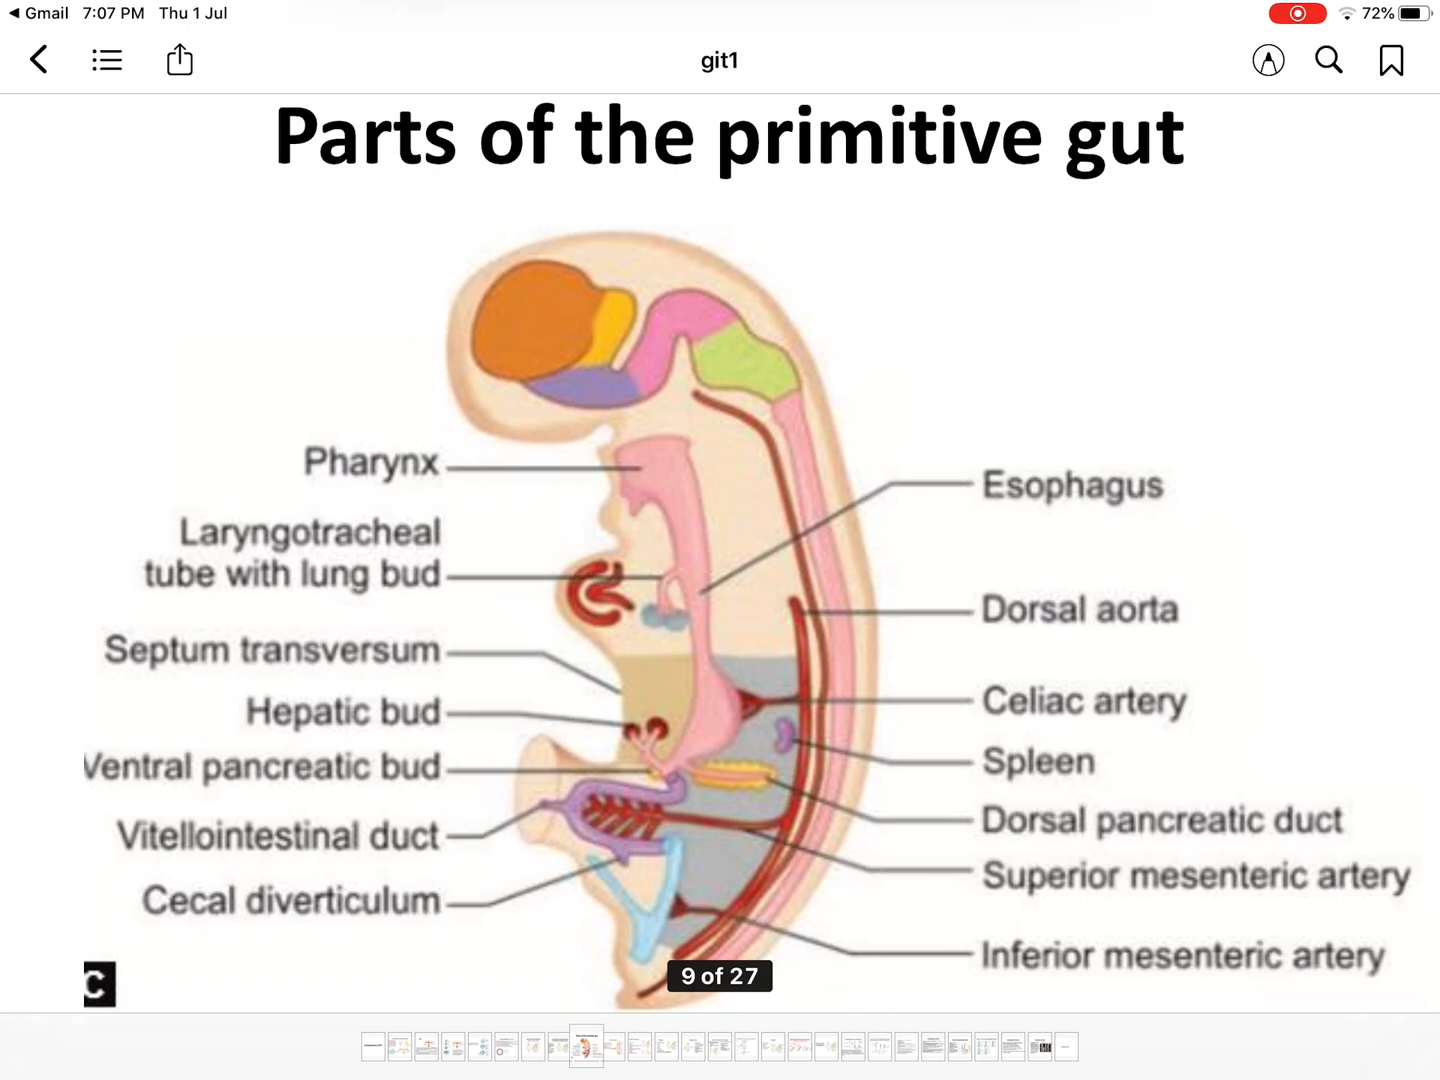 Gmail 7:07 PM Thu 1 Jul
72%
git1
Parts of the primitive gut
Pharynx
Laryngotracheal
tube with lung bud
Septum transversum
Hepatic bud
Ventral pancreatic bud
Vitellointestinal duct
Cecal diverticulum
Esophagus
Dorsal aorta
Celiac artery
Spleen
Dorsal pancreatic duct
Superior mesenteric artery
Inferior mesenteric artery
C
9 of 27